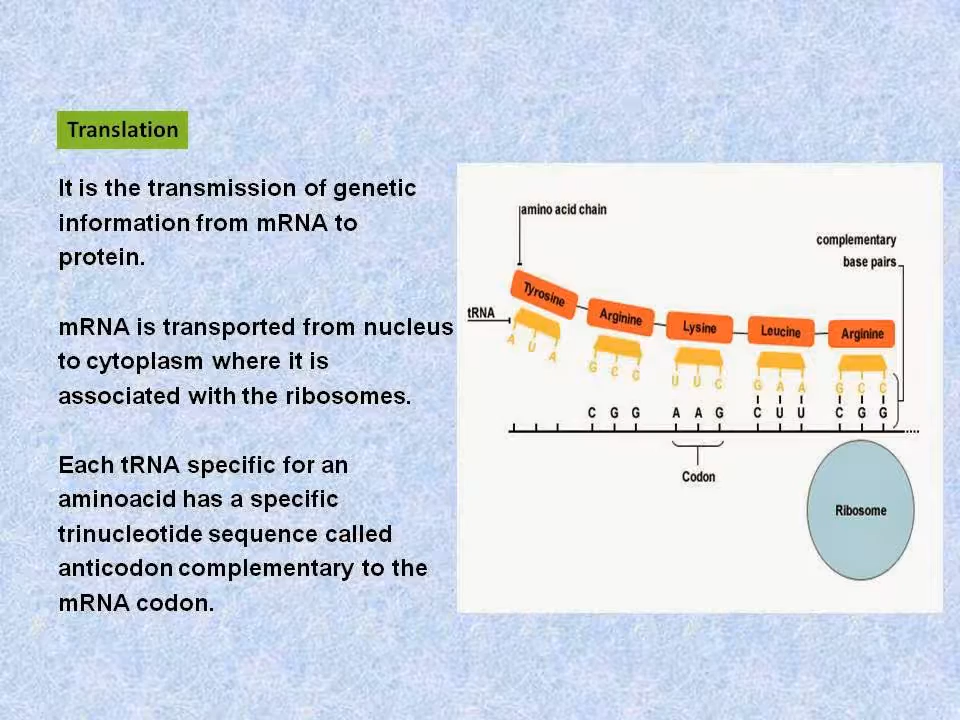 Translation
It is the transmission of genetic
information from mRNA to
protein.
mRNA is transported from nucleus
to cytoplasm where it is
associated with the ribosomes.
Each tRNA specific for an
aminoacid has a specific
trinucleotide sequence called
anticodon complementary to the
mRNA codon.
amino acid chain
complementary
base pairs
tRNA
Tyrosine
Arginine
Lysine
Leucine
Arginine
A U A
G C C
U U C
G A A
G C C
C G G
A A G
C U U
C G G
Codon
Ribosome